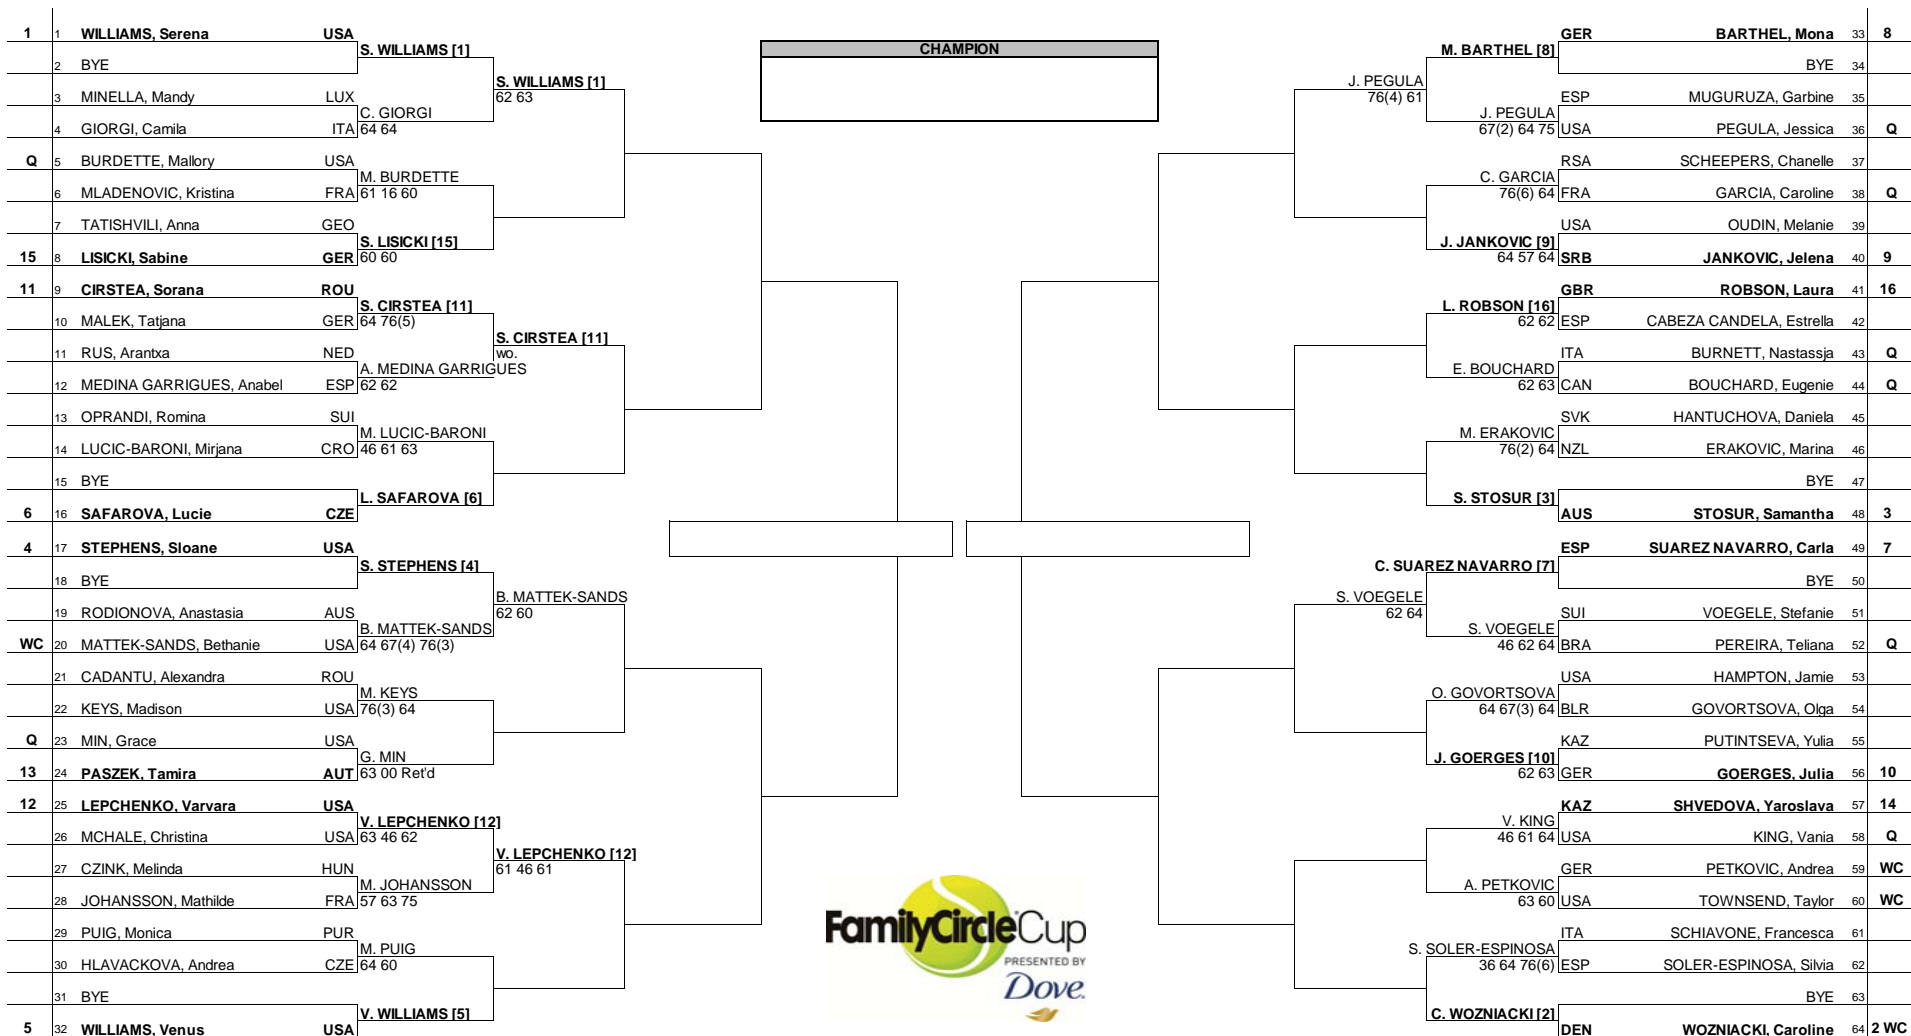 1 1 WILLIAMS, Serena USA
S. WILLIAMS [1]
2 BYE
S. WILLIAMS [1]
62 63
3 MINELLA, Mandy LUX
C. GIORGI
4 GIORGI, Camila ITA 64 64
Q 5 BURDETTE, Mallory USA
M. BURDETTE
6 MLADENOVIC, Kristina FRA 61 16 60
7 TATISHVILI, Anna GEO
S. LISICKI [15]
15 8 LISICKI, Sabine GER 60 60
11 9 CIRSTEA, Sorana ROU
S. CIRSTEA [11]
10 MALEK, Tatjana GER 64 76(5)
S. CIRSTEA [11]
wo.
11 RUS, Arantxa NED
A. MEDINA GARRIGUES
12 MEDINA GARRIGUES, Anabel ESP 62 62
13 OPRANDI, Romina SUI
M. LUCIC-BARONI
14 LUCIC-BARONI, Mirjana CRO 46 61 63
15 BYE
L. SAFAROVA [6]
6 16 SAFAROVA, Lucie CZE
4 17 STEPHENS, Sloane USA
S. STEPHENS [4]
18 BYE
B. MATTEK-SANDS
62 60
19 RODIONOVA, Anastasia AUS
B. MATTEK-SANDS
WC 20 MATTEK-SANDS, Bethanie USA 64 67(4) 76(3)
21 CADANTU, Alexandra ROU
M. KEYS
22 KEYS, Madison USA 76(3) 64
Q 23 MIN, Grace USA
G. MIN
13 24 PASZEK, Tamira AUT 63 00 Ret'd
12 25 LEPCHENKO, Varvara USA
V. LEPCHENKO [12]
26 MCHALE, Christina USA 63 46 62
V. LEPCHENKO [12]
61 46 61
27 CZINK, Melinda HUN
M. JOHANSSON
28 JOHANSSON, Mathilde FRA 57 63 75
29 PUIG, Monica PUR
M. PUIG
30 HLAVACKOVA, Andrea CZE 64 60
31 BYE
V. WILLIAMS [5]
5 32 WILLIAMS, Venus USA
CHAMPION
FamilyCircle Cup
PRESENTED BY
Dove.
GER BARTHEL, Mona 33 8
M. BARTHEL [8]
BYE 34
J. PEGULA
76(4) 61
ESP MUGURUZA, Garbine 35
J. PEGULA
67(2) 64 75 USA PEGULA, Jessica 36 Q
RSA SCHEEPERS, Chanelle 37
C. GARCIA
76(6) 64 FRA GARCIA, Caroline 38 Q
USA OUDIN, Melanie 39
J. JANKOVIC [9]
64 57 64 SRB JANKOVIC, Jelena 40 9
GBR ROBSON, Laura 41 16
L. ROBSON [16]
62 62 ESP CABEZA CANDELA, Estrella 42
ITA BURNETT, Nastassja 43 Q
E. BOUCHARD
62 63 CAN BOUCHARD, Eugenie 44 Q
SVK HANTUCHOVA, Daniela 45
M. ERAKOVIC
76(2) 64 NZL ERAKOVIC, Marina 46
BYE 47
S. STOSUR [3]
AUS STOSUR, Samantha 48 3
ESP SUAREZ NAVARRO, Carla 49 7
C. SUAREZ NAVARRO [7]
BYE 50
S. VOEGELE
62 64
SUI VOEGELE, Stefanie 51
S. VOEGELE
46 62 64 BRA PEREIRA, Teliana 52 Q
USA HAMPTON, Jamie 53
O. GOVORTSOVA
64 67(3) 64 BLR GOVORTSOVA, Olga 54
KAZ PUTINTSEVA, Yulia 55
J. GOERGES [10]
62 63 GER GOERGES, Julia 56 10
KAZ SHVEDOVA, Yaroslava 57 14
V. KING
46 61 64 USA KING, Vania 58 Q
GER PETKOVIC, Andrea 59 WC
A. PETKOVIC
63 60 USA TOWNSEND, Taylor 60 WC
ITA SCHIAVONE, Francesca 61
S. SOLER-ESPINOSA
36 64 76(6) ESP SOLER-ESPINOSA, Silvia 62
BYE 63
C. WOZNIACKI [2]
DEN WOZNIACKI, Caroline 64 2 WC